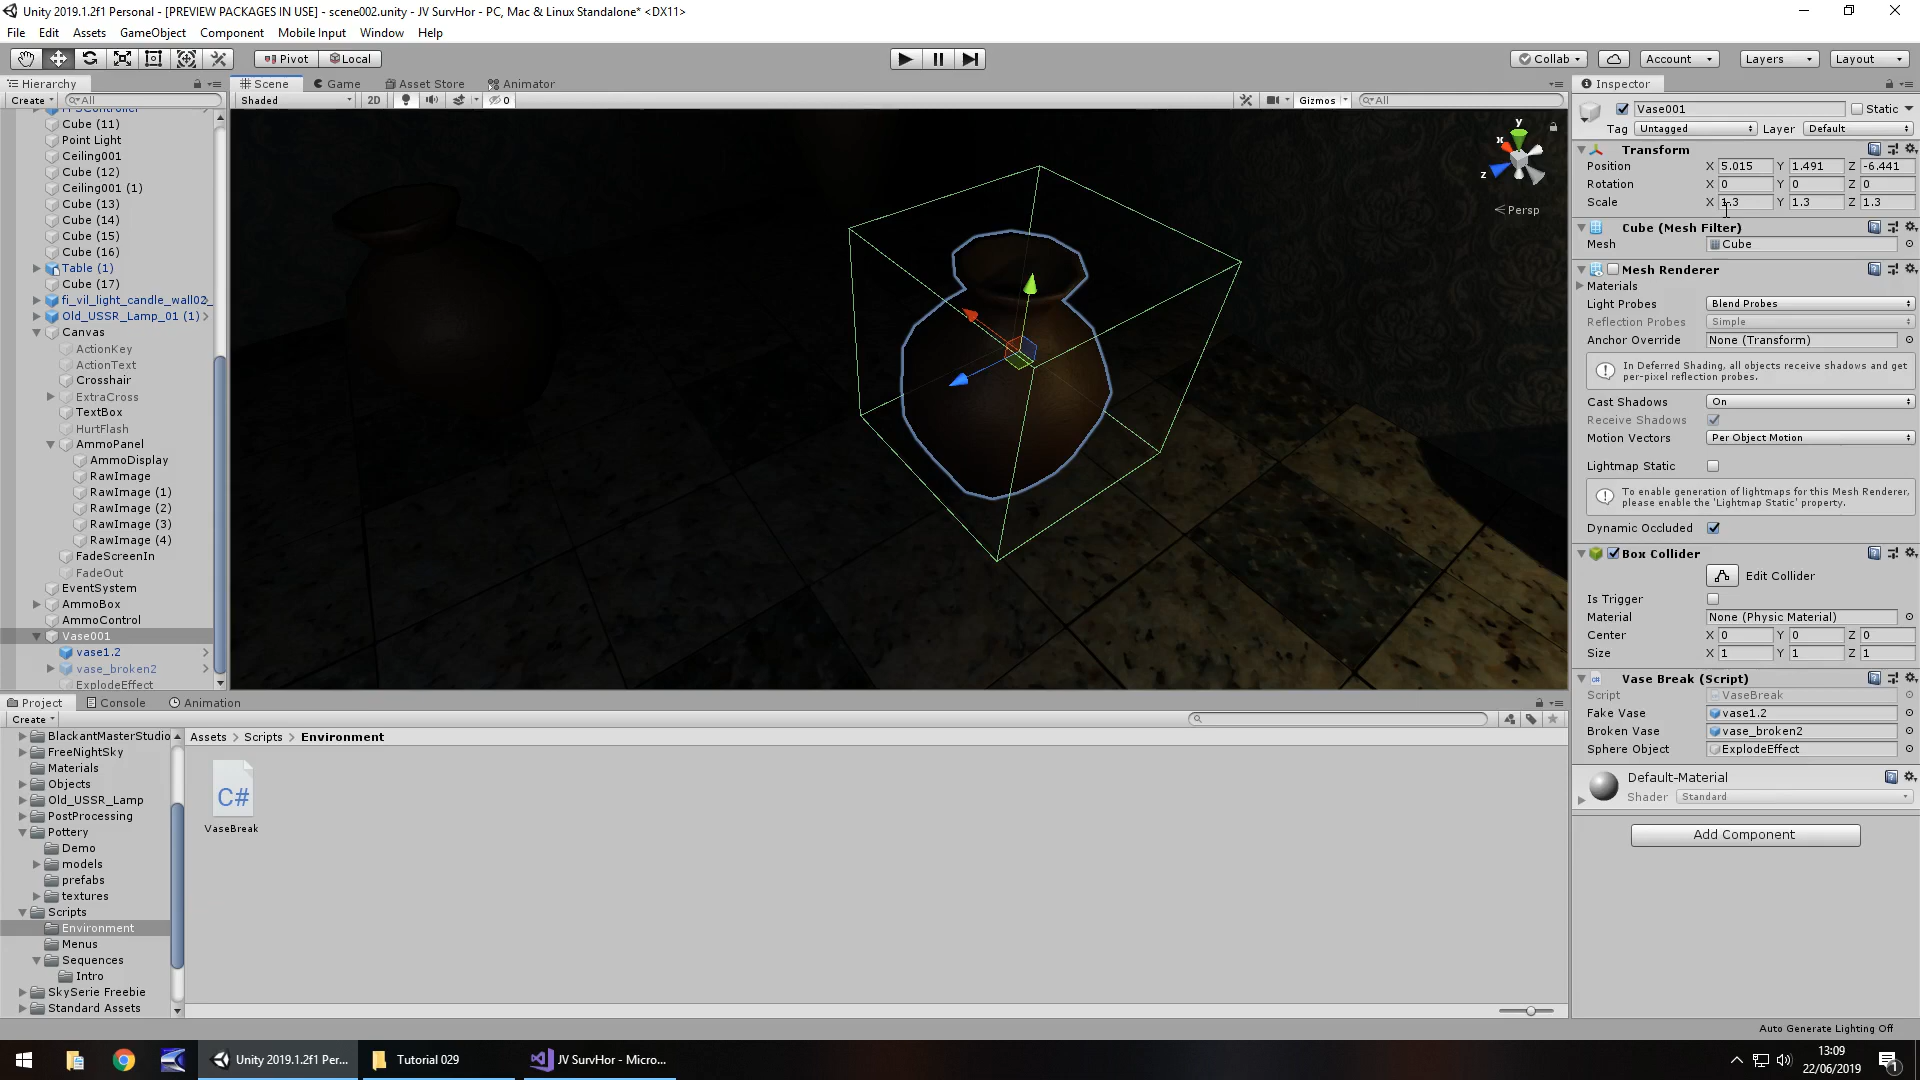 Unity 2019.1.2f1 Personal - [PREVIEW PACKAGES IN USE] - scene002.unity - JV SurvHor - PC, Mac & Linux Standalone* <DX11>
File Edit Assets GameObject Component Mobile Input Window Help
Pivot Local Collab Account Layers Layout
Hierarchy Scene Game Asset Store Animator Inspector
Create All Shaded 2D 0 Gizmos All
Cube (11)
Point Light
Ceiling001
Cube (12)
Ceiling001 (1)
Cube (13)
Cube (14)
Cube (15)
Cube (16)
Table (1)
Cube (17)
fi_vil_light_candle_wall02_
Old_USSR_Lamp_01 (1)
Canvas
ActionKey
ActionText
Crosshair
ExtraCross
TextBox
HurtFlash
AmmoPanel
AmmoDisplay
RawImage
RawImage (1)
RawImage (2)
RawImage (3)
RawImage (4)
FadeScreenIn
FadeOut
EventSystem
AmmoBox
AmmoControl
Vase001
vase1.2
vase_broken2
ExplodeEffect
y
x
z
Persp
Vase001 Static
Tag Untagged Layer Default
Transform
Position X 5.015 Y 1.491 Z -6.441
Rotation X 0 Y 0 Z 0
Scale X 1.3 Y 1.3 Z 1.3
Cube (Mesh Filter)
Mesh Cube
Mesh Renderer
Materials
Light Probes Blend Probes
Reflection Probes Simple
Anchor Override None (Transform)
In Deferred Shading, all objects receive shadows and get
per-pixel reflection probes.
Cast Shadows On
Receive Shadows
Motion Vectors Per Object Motion
Lightmap Static
To enable generation of lightmaps for this Mesh Renderer,
please enable the 'Lightmap Static' property.
Dynamic Occluded
Box Collider
Edit Collider
Is Trigger
Material None (Physic Material)
Center X 0 Y 0 Z 0
Size X 1 Y 1 Z 1
Vase Break (Script)
Script VaseBreak
Fake Vase vase1.2
Broken Vase vase_broken2
Sphere Object ExplodeEffect
Default-Material
Shader Standard
Add Component
Project Console Animation
Create
BlackantMasterStudio
FreeNightSky
Materials
Objects
Old_USSR_Lamp
PostProcessing
Pottery
Demo
models
prefabs
textures
Scripts
Environment
Menus
Sequences
Intro
SkySerie Freebie
Standard Assets
Assets > Scripts > Environment
C#
VaseBreak
Auto Generate Lighting Off
Unity 2019.1.2f1 Per... Tutorial 029 JV SurvHor - Micro...
13:09
22/06/2019
1